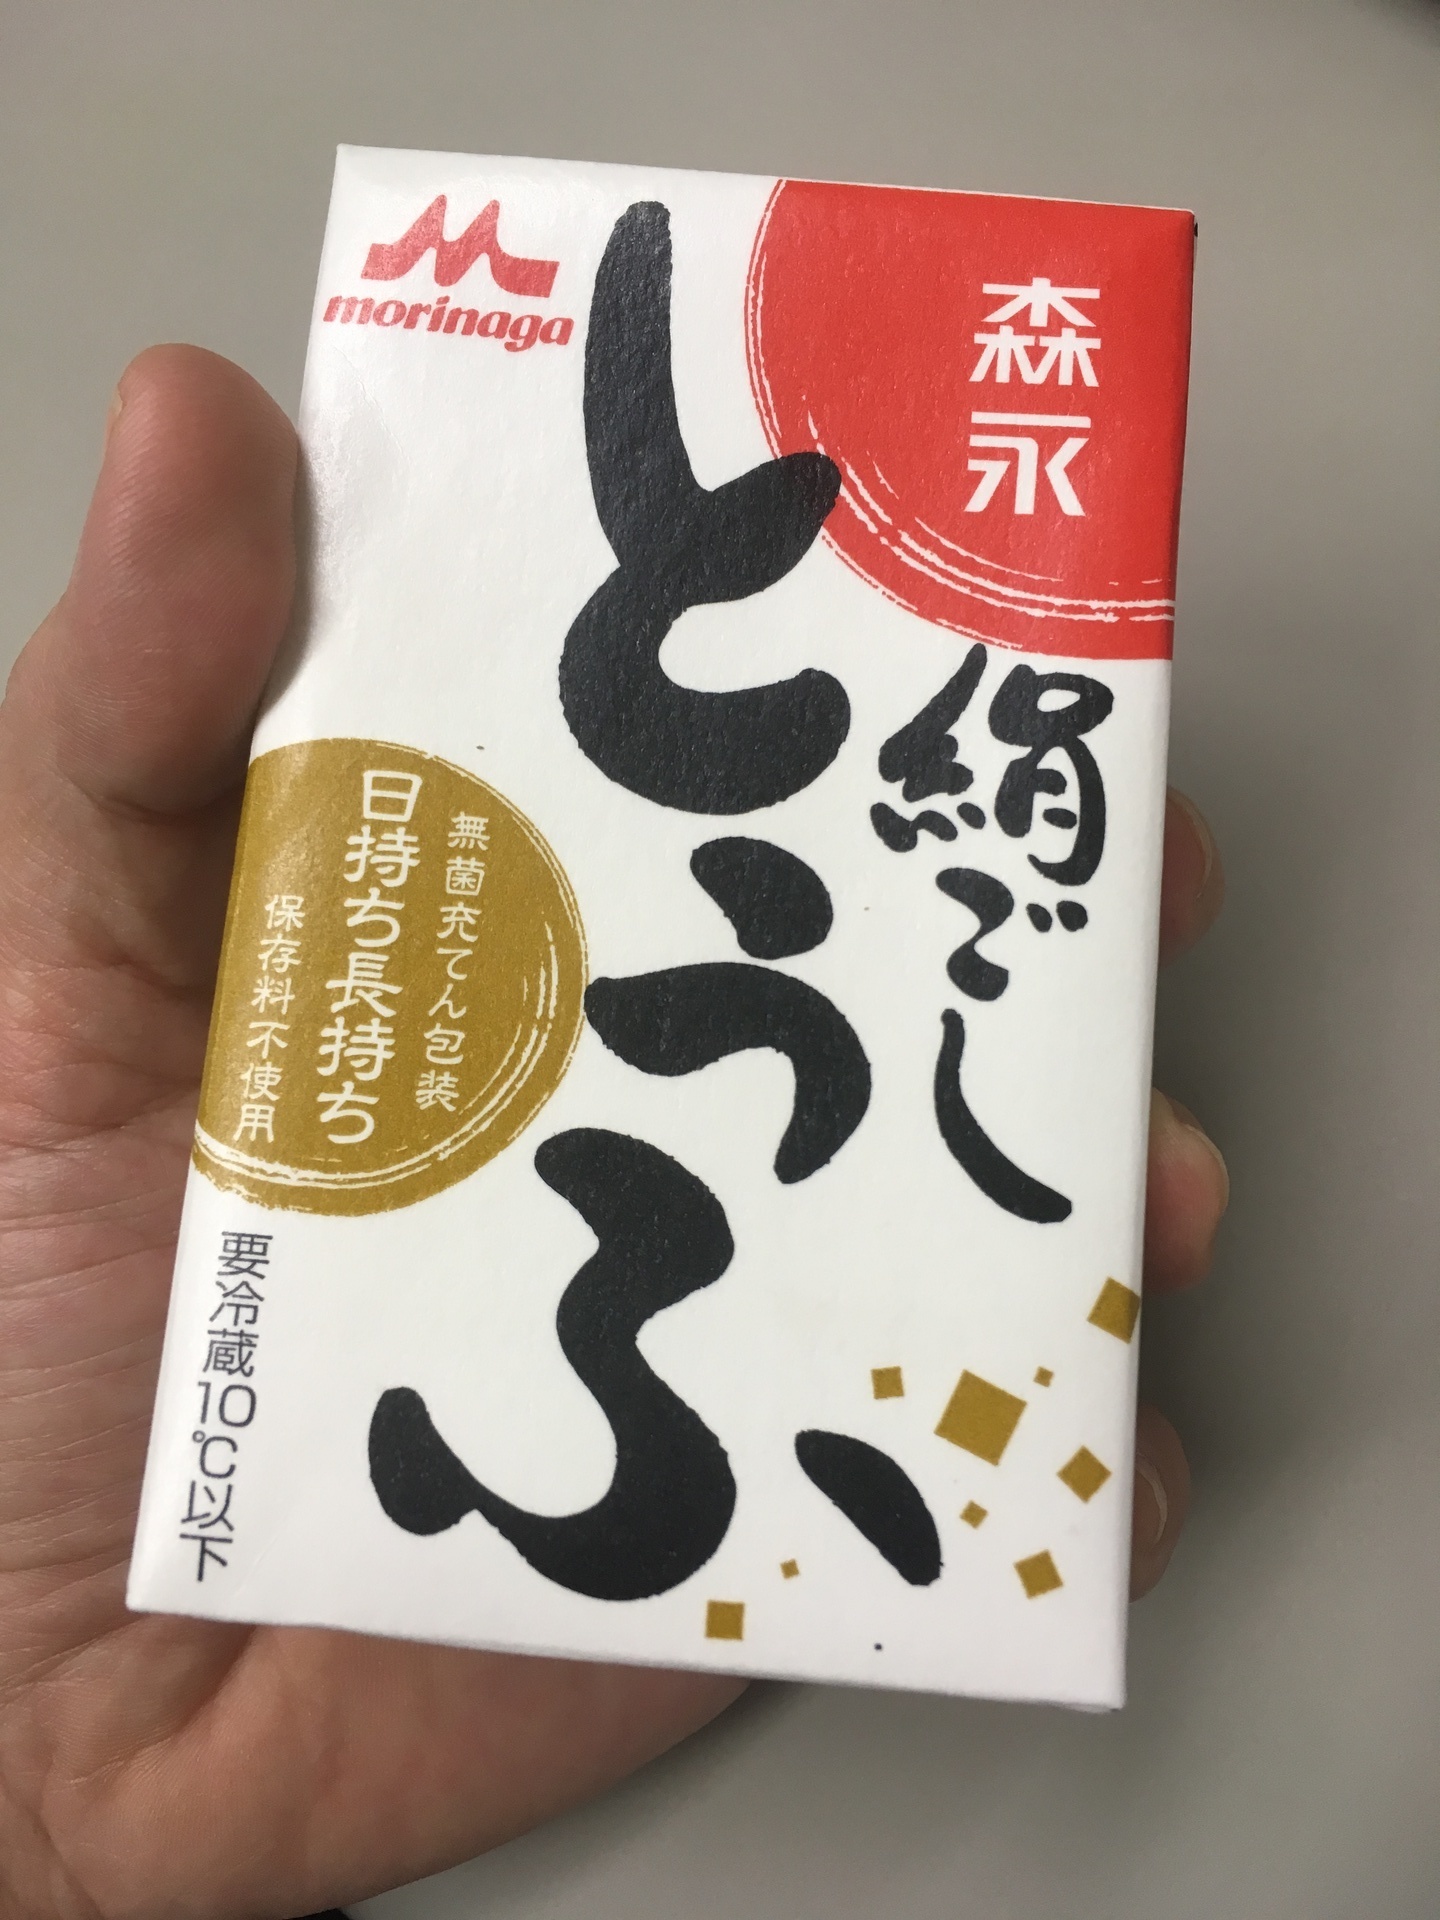 morinaga
森永
絹ごし
とうふ
無菌充てん包装
日持ち長持ち
保存料不使用
要冷蔵10℃以下